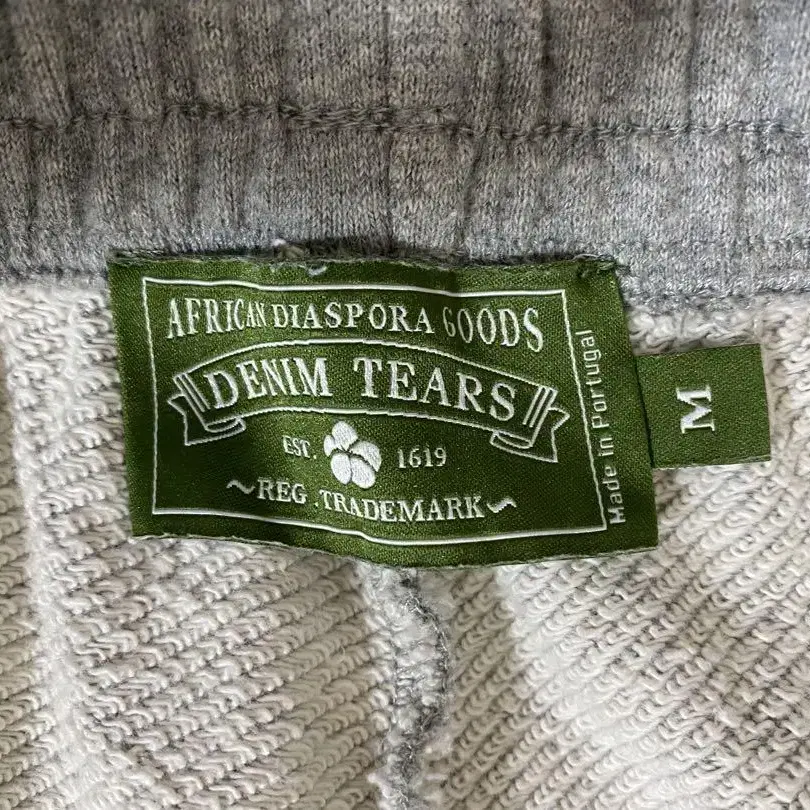 AFRICAN DIASPORA GOODS
DENIM TEARS
EST. 1619
~REG.TRADEMARK~
Made in Portugal
M